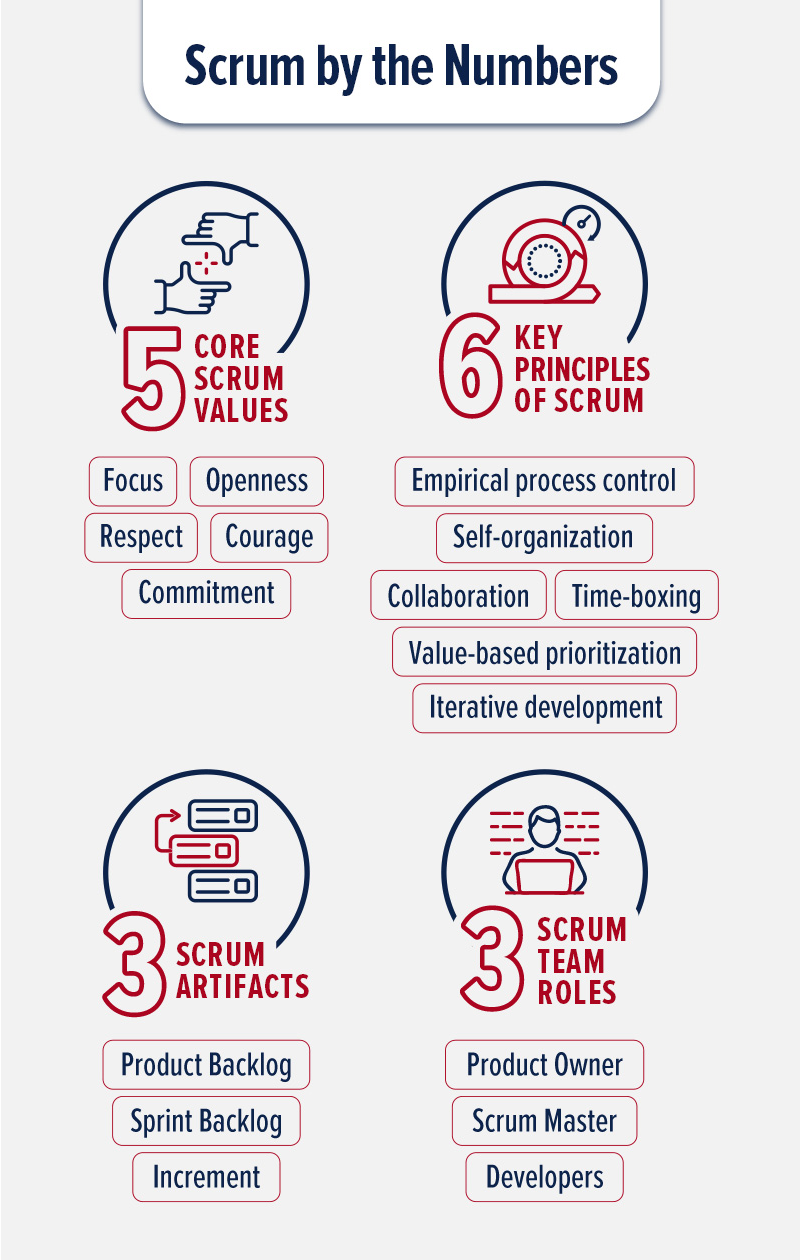 Scrum by the Numbers
5 CORE
SCRUM
VALUES
Focus Openness
Respect Courage
Commitment
6 KEY
PRINCIPLES
OF SCRUM
Empirical process control
Self-organization
Collaboration Time-boxing
Value-based prioritization
Iterative development
3 SCRUM
ARTIFACTS
Product Backlog
Sprint Backlog
Increment
3 SCRUM
TEAM
ROLES
Product Owner
Scrum Master
Developers